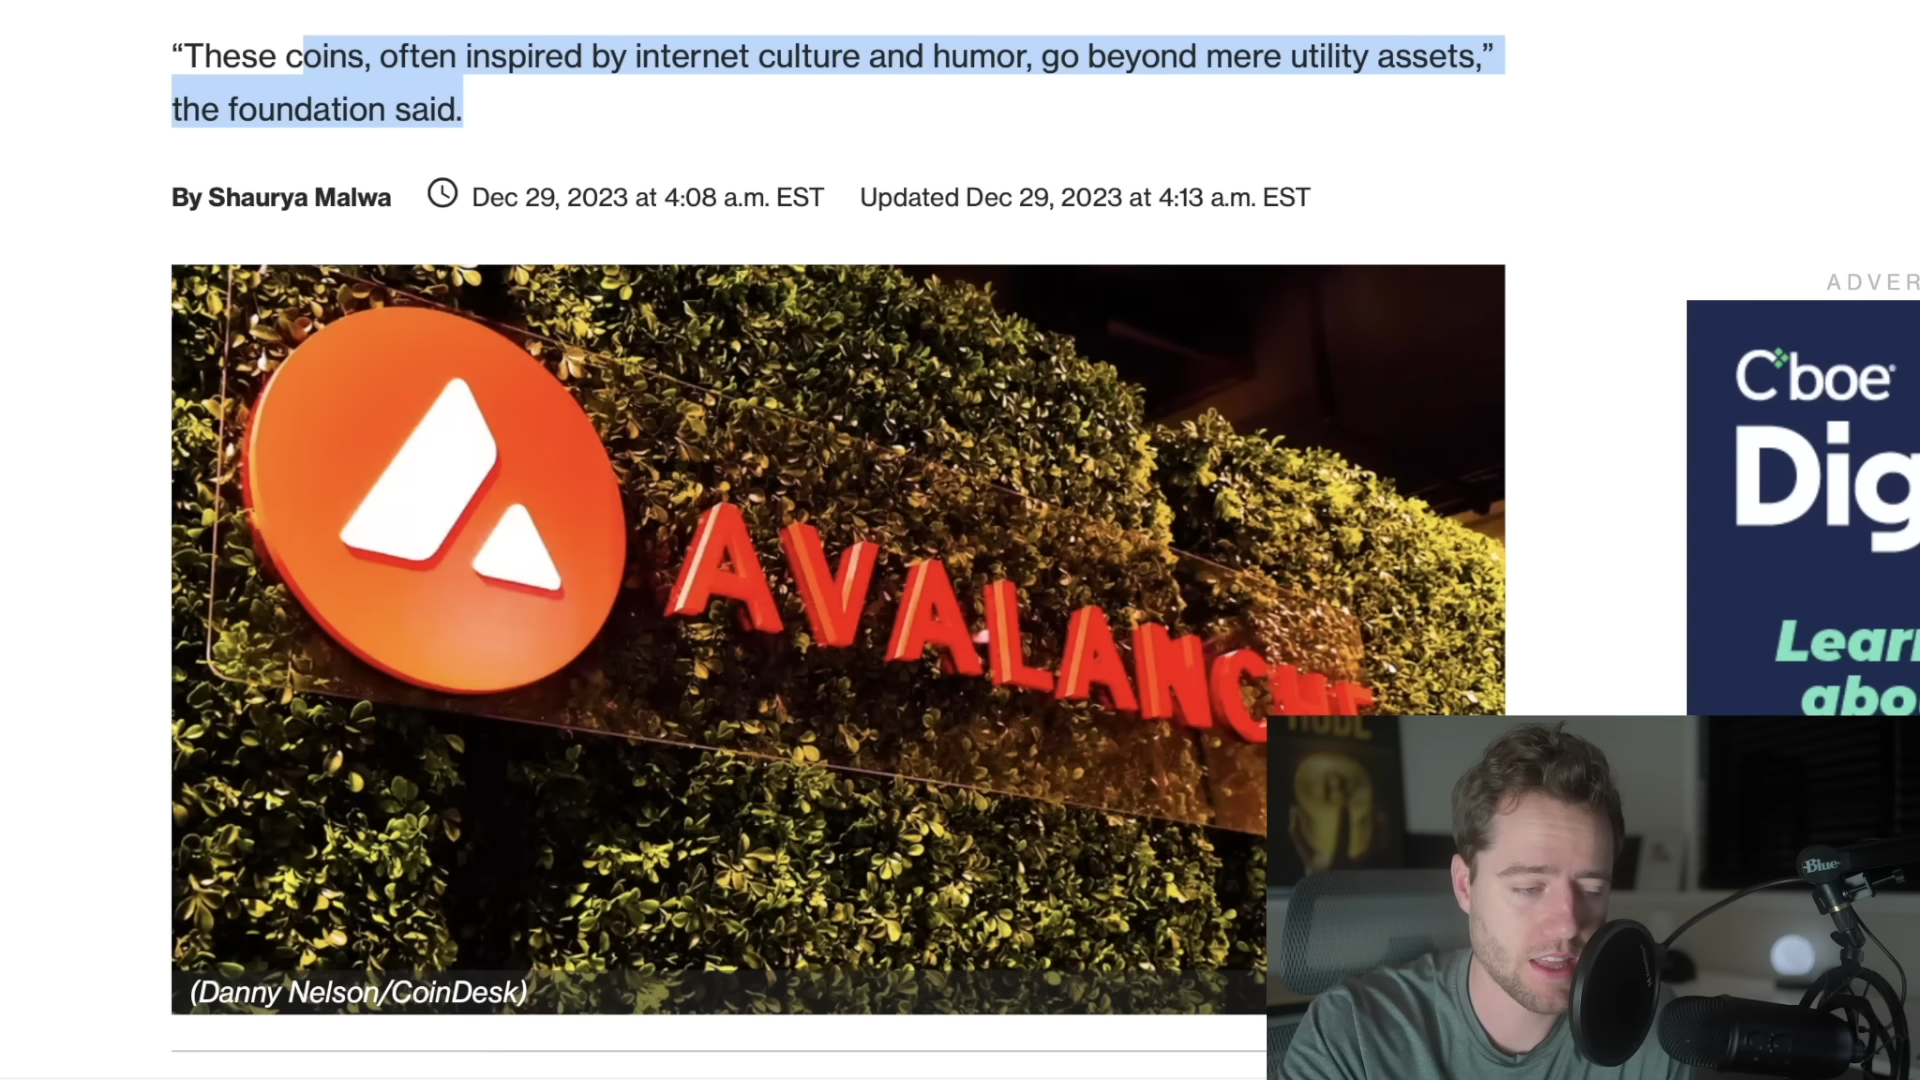 “These coins, often inspired by internet culture and humor, go beyond mere utility assets,”
the foundation said.
By Shaurya Malwa Dec 29, 2023 at 4:08 a.m. EST Updated Dec 29, 2023 at 4:13 a.m. EST
ADVER
Cboe
Dig
Learn
abo
AVALANCHE
Blue
(Danny Nelson/CoinDesk)